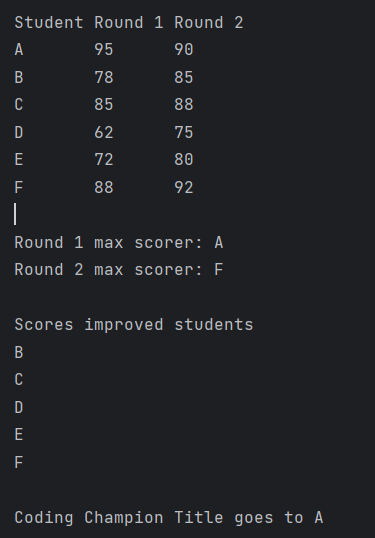 Student Round 1 Round 2
A       95      90
B       78      85
C       85      88
D       62      75
E       72      80
F       88      92

Round 1 max scorer: A
Round 2 max scorer: F

Scores improved students
B
C
D
E
F

Coding Champion Title goes to A